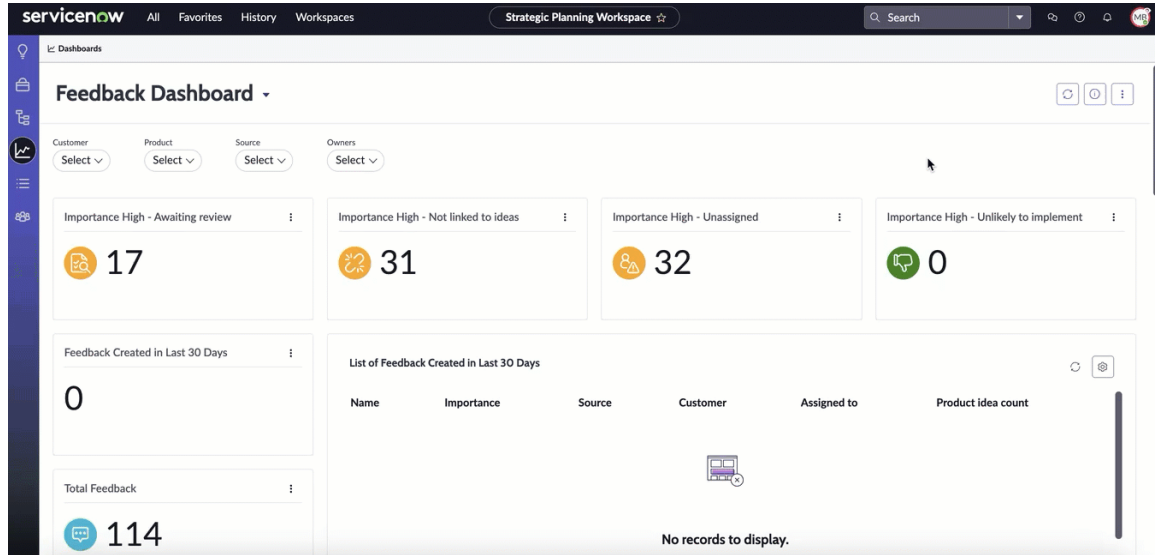 servicenow All Favorites History Workspaces Strategic Planning Workspace Search MB
Dashboards
Feedback Dashboard
Customer Product Source Owners
Select Select Select Select
Importance High - Awaiting review Importance High - Not linked to ideas Importance High - Unassigned Importance High - Unlikely to implement
17 31 32 0
Feedback Created in Last 30 Days
0
List of Feedback Created in Last 30 Days
Name Importance Source Customer Assigned to Product idea count
Total Feedback
114
No records to display.